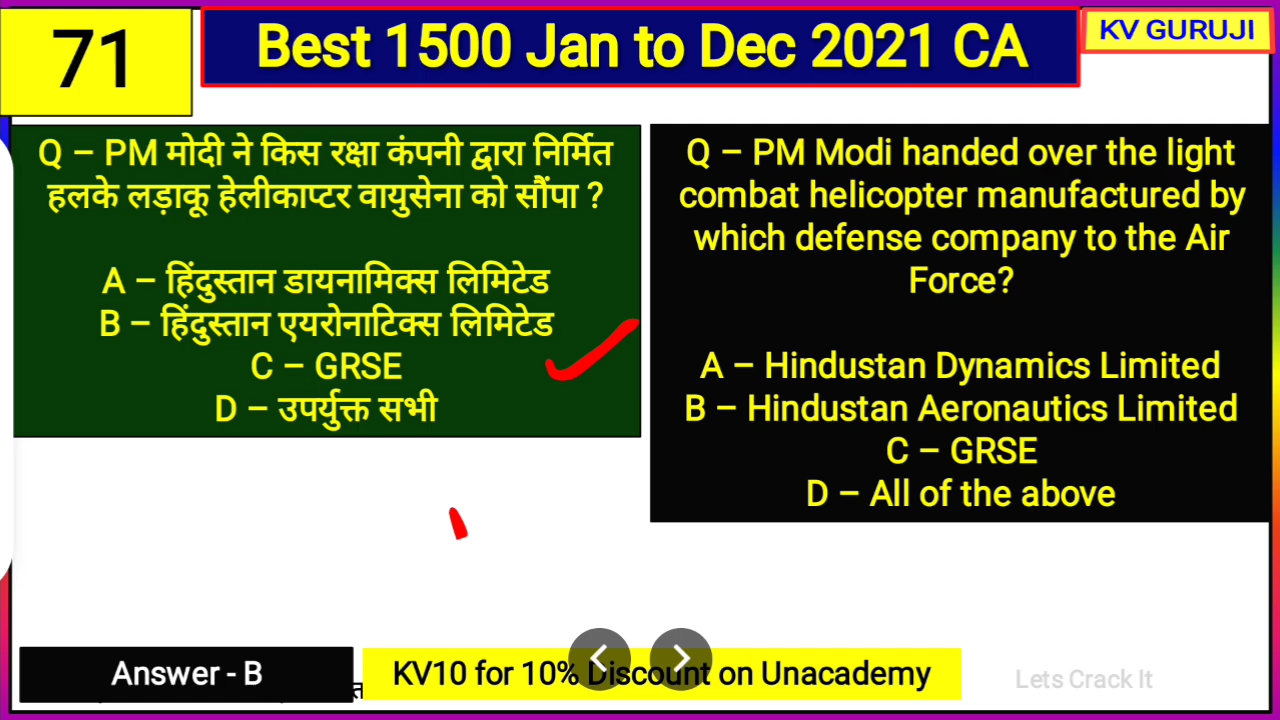 71
Best 1500 Jan to Dec 2021 CA
KV GURUJI
Q – PM मोदी ने किस रक्षा कंपनी द्वारा निर्मित
हलके लड़ाकू हेलीकाप्टर वायुसेना को सौंपा ?
A – हिंदुस्तान डायनामिक्स लिमिटेड
B – हिंदुस्तान एयरोनाटिक्स लिमिटेड
C – GRSE
D – उपर्युक्त सभी
Q – PM Modi handed over the light
combat helicopter manufactured by
which defense company to the Air
Force?
A – Hindustan Dynamics Limited
B – Hindustan Aeronautics Limited
C – GRSE
D – All of the above
Answer - B
KV10 for 10% Discount on Unacademy
Lets Crack It